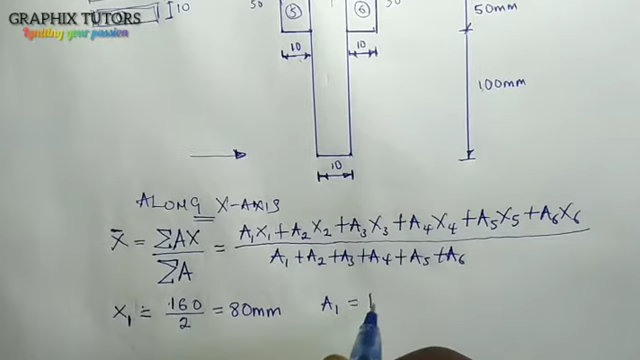 GRAPHIX TUTORS
Igniting your passion
10
50
5
6
50
50mm
10
10
100mm
10
ALONG X-AXIS
X̄ = ΣAX / ΣA = A₁X₁+A₂X₂+A₃X₃+A₄X₄+A₅X₅+A₆X₆ / A₁+A₂+A₃+A₄+A₅+A₆
X₁ = 160/2 = 80mm A₁ = 1